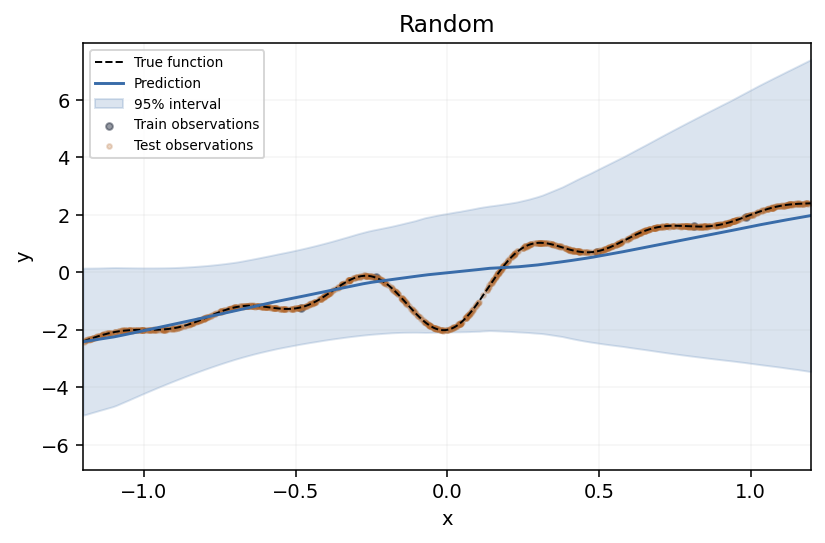 Random
True function
Prediction
95% interval
Train observations
Test observations
6
4
2
0
−2
−4
−6
y
−1.0
−0.5
0.0
0.5
1.0
x